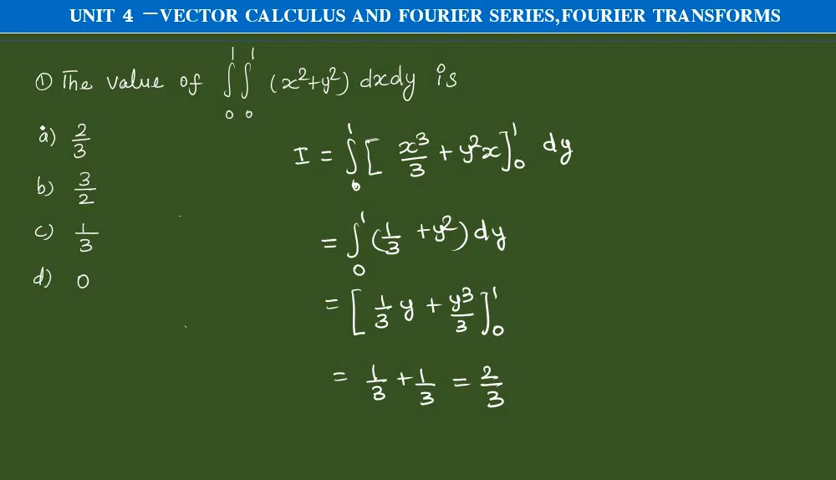 UNIT 4 －VECTOR CALCULUS AND FOURIER SERIES,FOURIER TRANSFORMS
① The value of ∫₀¹∫₀¹ (x²+y²) dxdy is
a) 2/3
b) 3/2
c) 1/3
d) 0
I = ∫₀¹ [ x³/3 + y²x ]₀¹ dy
= ∫₀¹ (1/3 + y²) dy
= [ 1/3 y + y³/3 ]₀¹
= 1/3 + 1/3 = 2/3